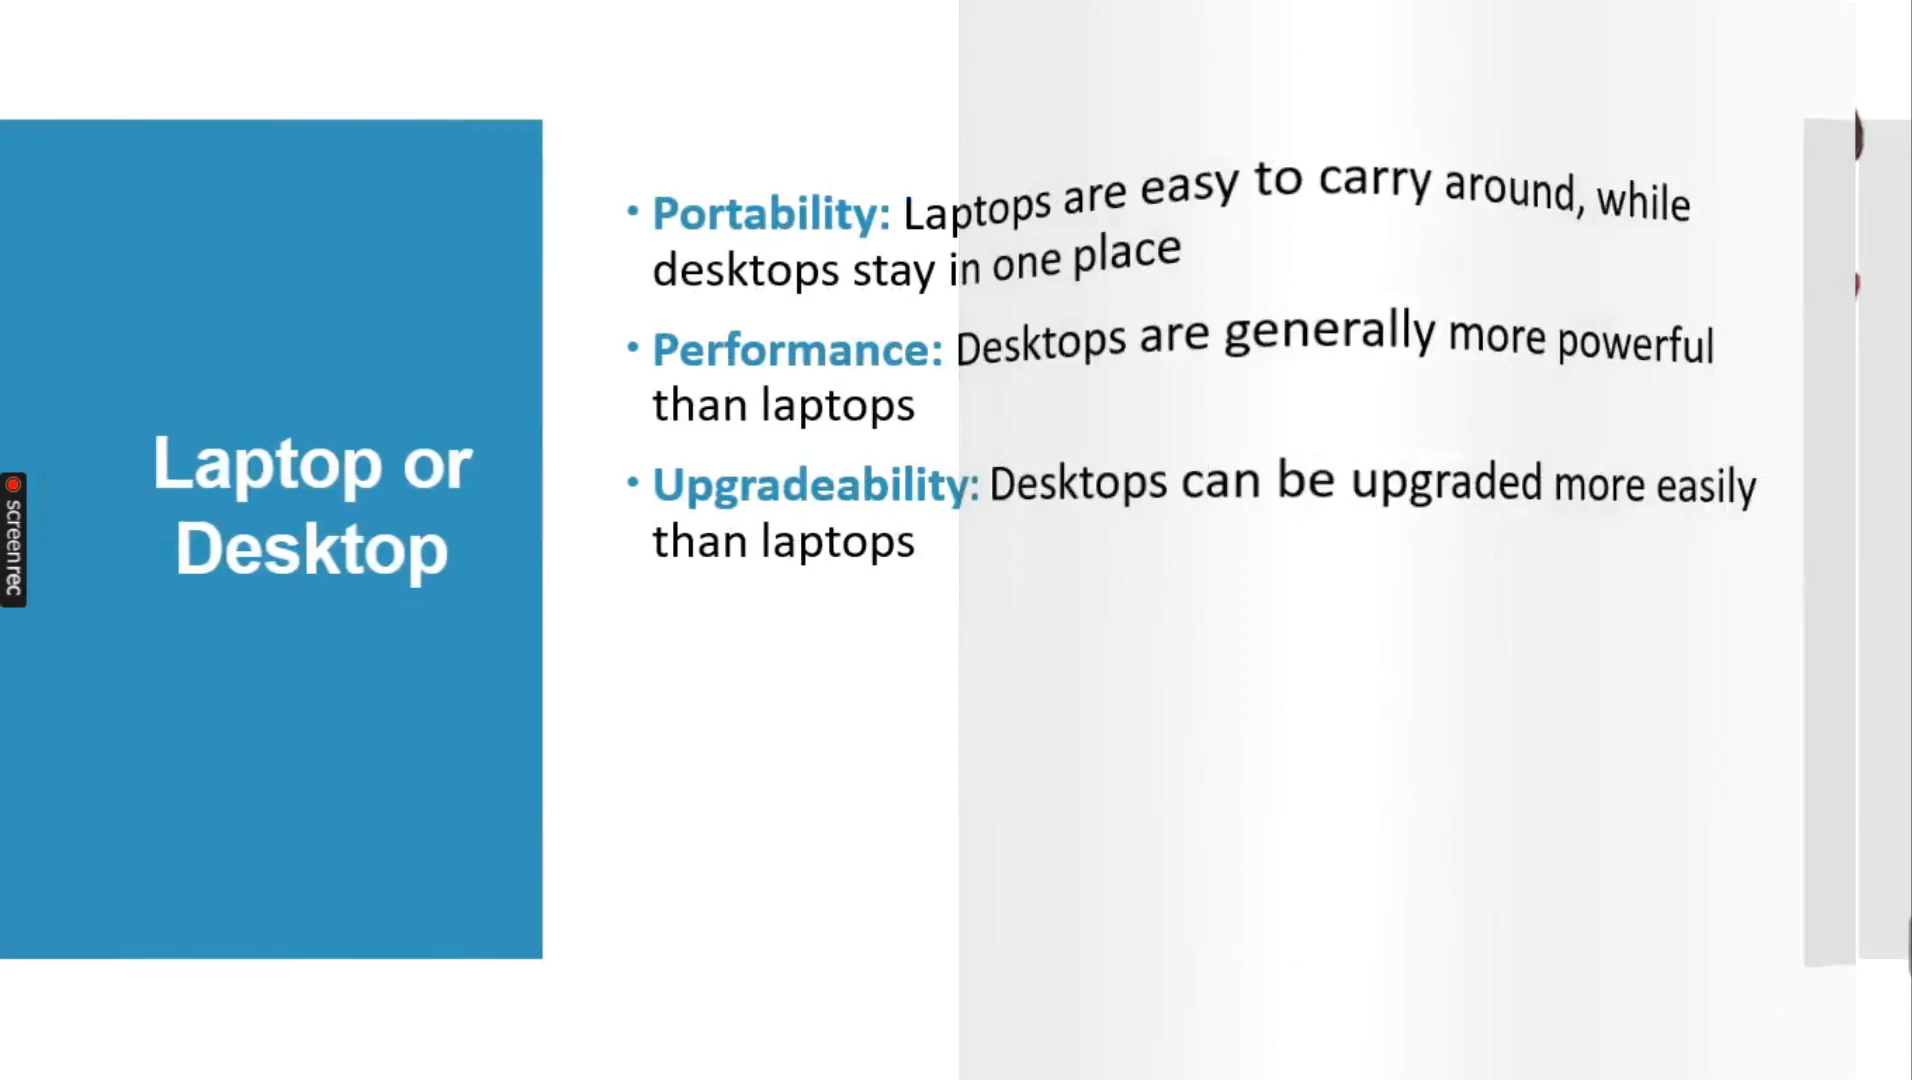 Laptop or
Desktop
• Portability: Laptops are easy to carry around, while
desktops stay in one place
• Performance: Desktops are generally more powerful
than laptops
• Upgradeability: Desktops can be upgraded more easily
than laptops
screenrec